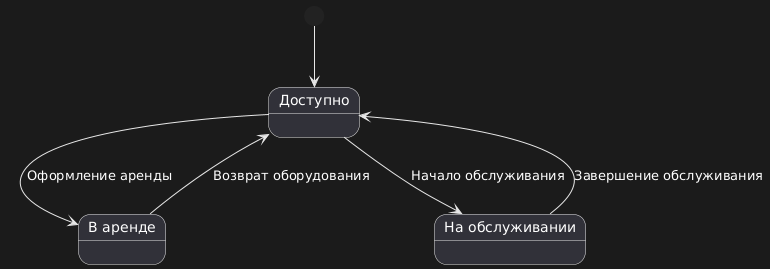 Доступно
Оформление аренды
Возврат оборудования
Начало обслуживания
Завершение обслуживания
В аренде
На обслуживании